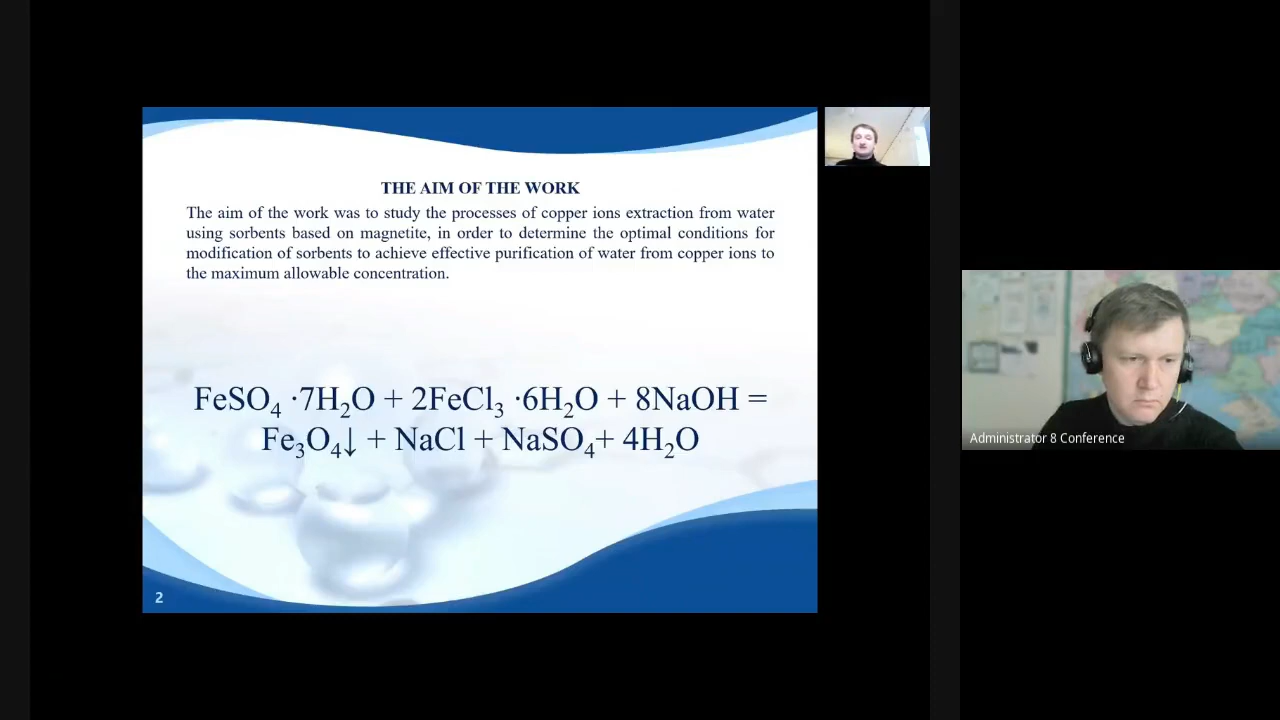 THE AIM OF THE WORK
The aim of the work was to study the processes of copper ions extraction from water
using sorbents based on magnetite, in order to determine the optimal conditions for
modification of sorbents to achieve effective purification of water from copper ions to
the maximum allowable concentration.
FeSO₄ ·7H₂O + 2FeCl₃ ·6H₂O + 8NaOH =
Fe₃O₄↓ + NaCl + NaSO₄+ 4H₂O
2
Administrator 8 Conference